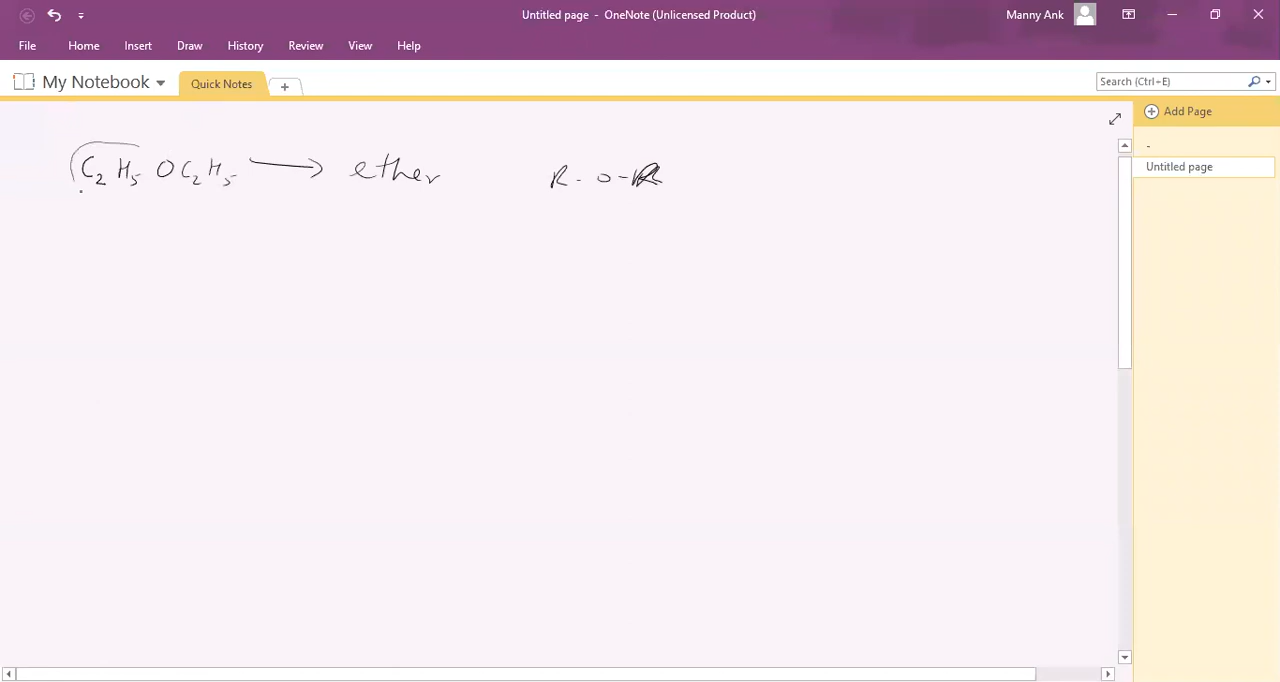 Untitled page - OneNote (Unlicensed Product)
Manny Ank
File Home Insert Draw History Review View Help
My Notebook
Quick Notes
+
Search (Ctrl+E)
Add Page
-
Untitled page
C₂H₅OC₂H₅ ⟶ ether R-O-R